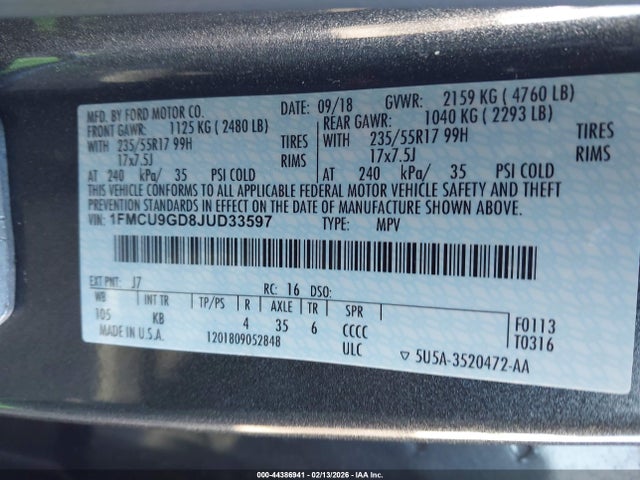 MFD. BY FORD MOTOR CO. DATE: 09/18 GVWR: 2159 KG ( 4760 LB)
FRONT GAWR: 1125 KG ( 2480 LB) REAR GAWR: 1040 KG ( 2293 LB)
WITH 235/55R17 99H TIRES WITH 235/55R17 99H TIRES
17x7.5J RIMS 17x7.5J RIMS
AT 240 kPa/ 35 PSI COLD AT 240 kPa/ 35 PSI COLD
THIS VEHICLE CONFORMS TO ALL APPLICABLE FEDERAL MOTOR VEHICLE SAFETY AND THEFT
PREVENTION STANDARDS IN EFFECT ON THE DATE OF MANUFACTURE SHOWN ABOVE.
VIN: 1FMCU9GD8JUD33597 TYPE: MPV
EXT PNT: J7 RC: 16 DSO:
WB INT TR TP/PS R AXLE TR SPR
105 KB 4 35 6 CCCC F0113
MADE IN U.S.A. 1201809052848 ULC T0316
▽ 5U5A-3520472-AA
000-44386941 - 02/13/2026 - IAA Inc.